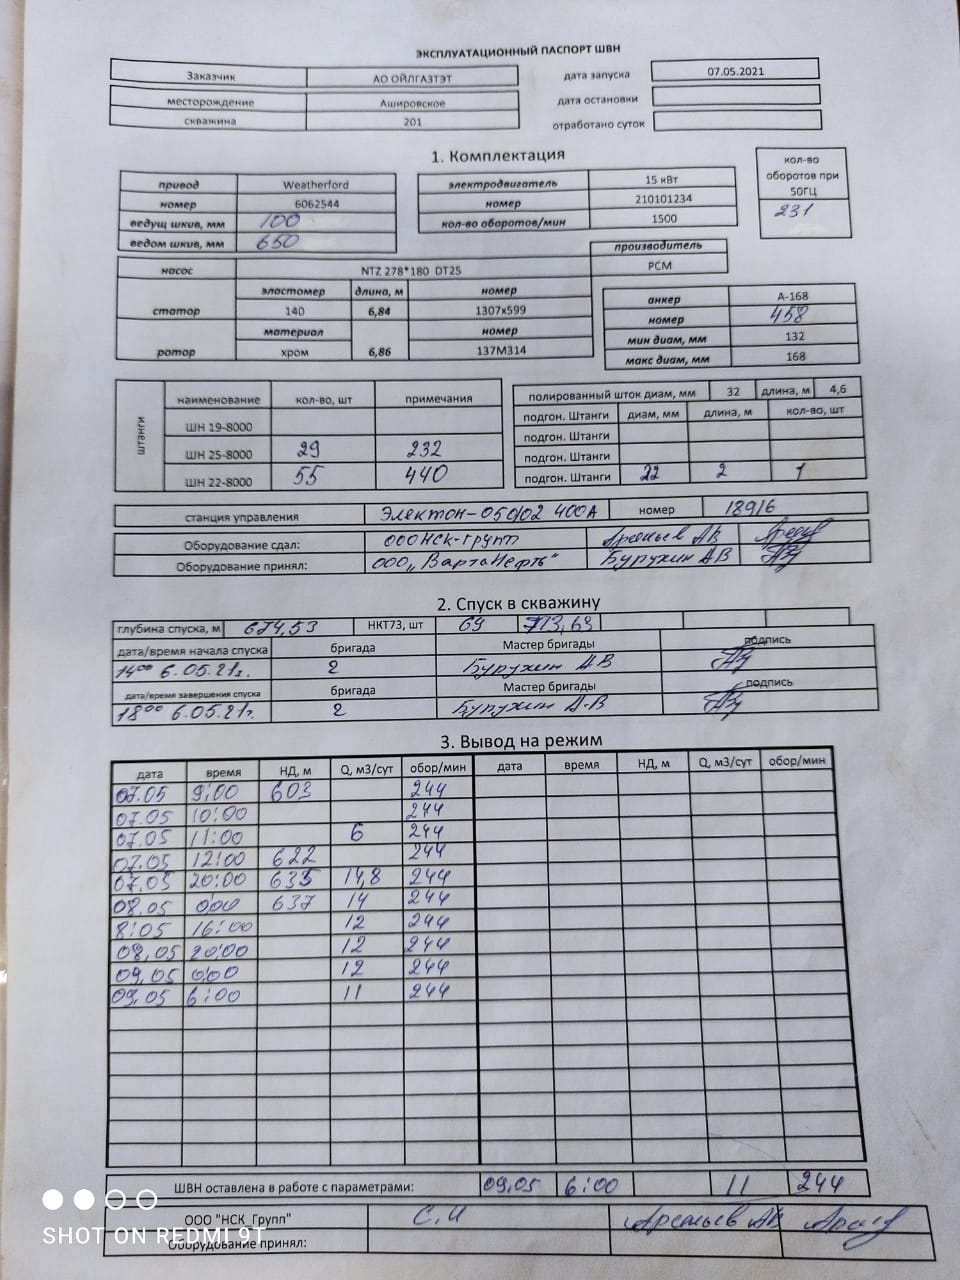 ЭКСПЛУАТАЦИОННЫЙ ПАСПОРТ ШВН
Заказчик АО ОЙЛГАЗТЭТ дата запуска 07.05.2021
месторождение Ашировское дата остановки
скважина 201 отработано суток
1. Комплектация
привод Weatherford электродвигатель 15 кВт кол-во оборотов при 50ГЦ
номер 6062544 номер 210101234 231
ведущ шкив, мм 100 кол-во оборотов/мин 1500
ведом шкив, мм 650
производитель
насос NTZ 278*180 DT25 РСМ
эластомер длина, м номер
статор 140 6,84 1307х599
материал номер
ротор хром 6,86 137М314
анкер А-168
номер 458
мин диам, мм 132
макс диам, мм 168
штанги
наименование кол-во, шт примечания
ШН 19-8000
ШН 25-8000 29 232
ШН 22-8000 55 440
полированный шток диам, мм 32 длина, м 4,6
подгон. Штанги диам, мм длина, м кол-во, шт
подгон. Штанги
подгон. Штанги
подгон. Штанги 22 2 1
станция управления Электон-05 400А номер 18916
Оборудование сдал: ООО НСК-Групп Арсентьев АВ
Оборудование принял: ООО „ВартаНефть" Бурухин АВ
2. Спуск в скважину
глубина спуска, м 674,53 НКТ73, шт 69 713,63
дата/время начала спуска бригада Мастер бригады подпись
14⁰⁰ 6.05.21г. 2 Бурухин АВ
дата/время завершения спуска бригада Мастер бригады подпись
18⁰⁰ 6.05.21г. 2 Бурухин А.В
3. Вывод на режим
дата время НД, м Q, м3/сут обор/мин дата время НД, м Q, м3/сут обор/мин
07.05 9:00 603 244
07.05 10:00 244
07.05 11:00 6 244
07.05 12:00 622 244
07.05 20:00 635 14,8 244
08.05 0:00 637 14 244
8:05 16:00 12 244
08.05 20:00 12 244
09.05 0:00 12 244
09.05 6:00 11 244
ШВН оставлена в работе с параметрами: 09.05 6:00 11 244
ООО "НСК_Групп" С.И
Оборудование принял:
SHOT ON REDMI 9T